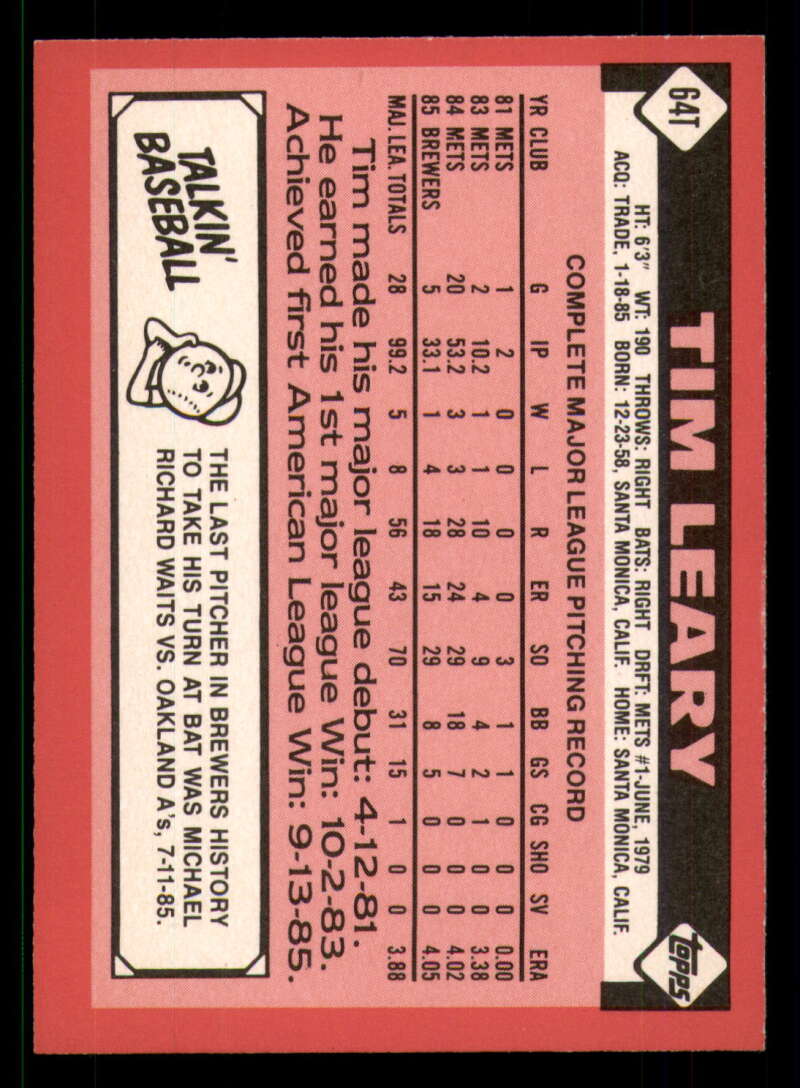 64T
TIM LEARY
topps
HT: 6'3" WT: 190 THROWS: RIGHT BATS: RIGHT DRFT: METS #1-JUNE, 1979
ACQ: TRADE, 1-18-85 BORN: 12-23-58, SANTA MONICA, CALIF. HOME: SANTA MONICA, CALIF.
COMPLETE MAJOR LEAGUE PITCHING RECORD
YR CLUB G IP W L R ER SO BB GS CG SHO SV ERA
81 METS 1 2 0 0 0 0 3 1 1 0 0 0 0.00
83 METS 2 10.2 1 1 10 4 9 4 2 1 0 0 3.38
84 METS 20 53.2 3 3 28 24 29 18 7 0 0 0 4.02
85 BREWERS 5 33.1 1 4 18 15 29 8 5 0 0 0 4.05
MAJ. LEA. TOTALS 28 99.2 5 8 56 43 70 31 15 1 0 0 3.88
Tim made his major league debut: 4-12-81.
He earned his 1st major league Win: 10-2-83.
Achieved first American League Win: 9-13-85.
TALKIN'
BASEBALL
THE LAST PITCHER IN BREWERS HISTORY
TO TAKE HIS TURN AT BAT WAS MICHAEL
RICHARD WAITS VS. OAKLAND A's, 7-11-85.